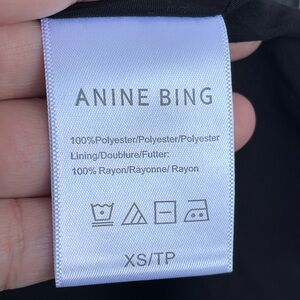 ANINE BING
100%Polyester/Polyester/Polyester
Lining/Doublure/Futter:
100% Rayon/Rayonne/ Rayon
XS/TP